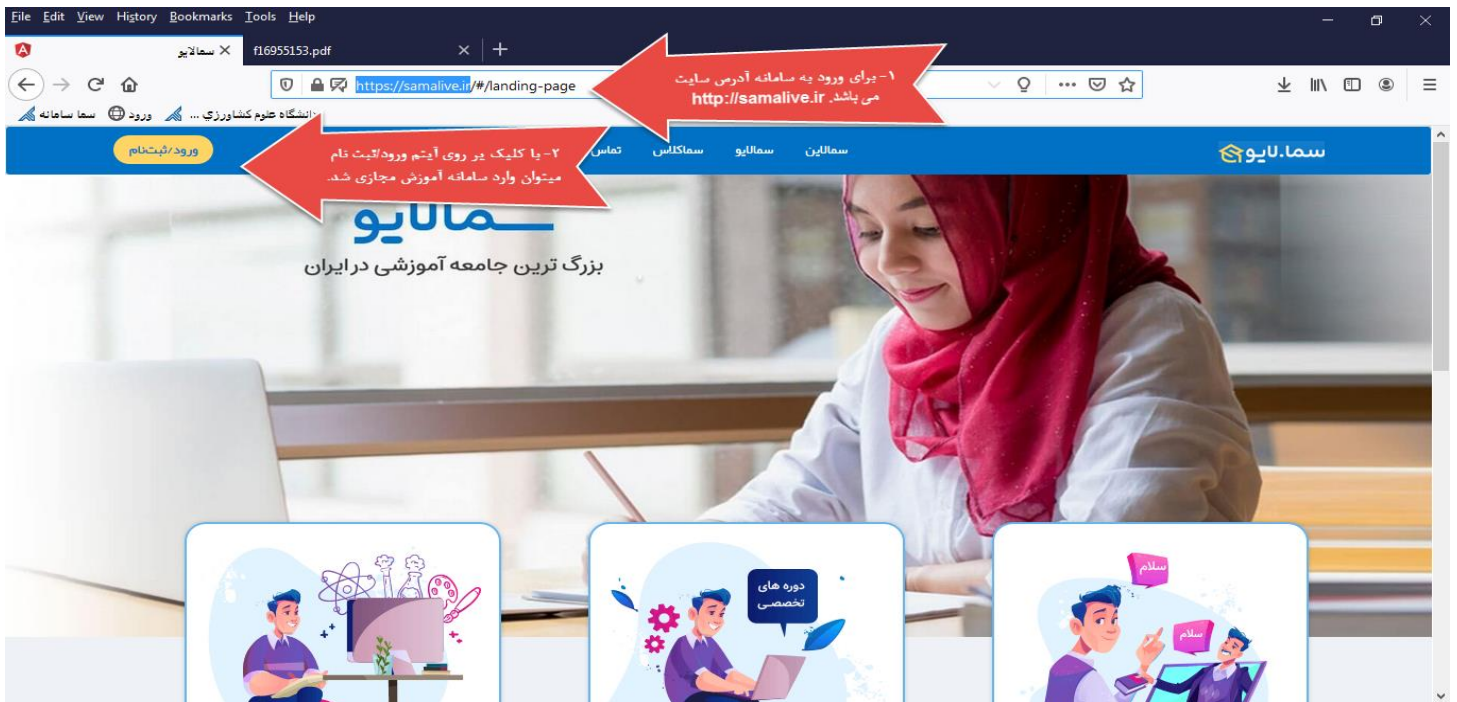 File Edit View History Bookmarks Tools Help
سمالایو
f16955153.pdf
https://samalive.ir/#/landing-page
۱- برای ورود به سامانه آدرس سایت
می باشد. http://samalive.ir
سما سامانه
ورود
دانشگاه علوم کشاورزي ...
سما.لایو
سمالاین
سمالایو
سماکلاس
تماس
ورود/ثبت‌نام
۲- با کلیک بر روی آیتم ورود/ثبت نام
میتوان وارد سامانه آموزش مجازی شد.
سمالایو
بزرگ ترین جامعه آموزشی در ایران
دوره های
تخصصی
سلام
سلام